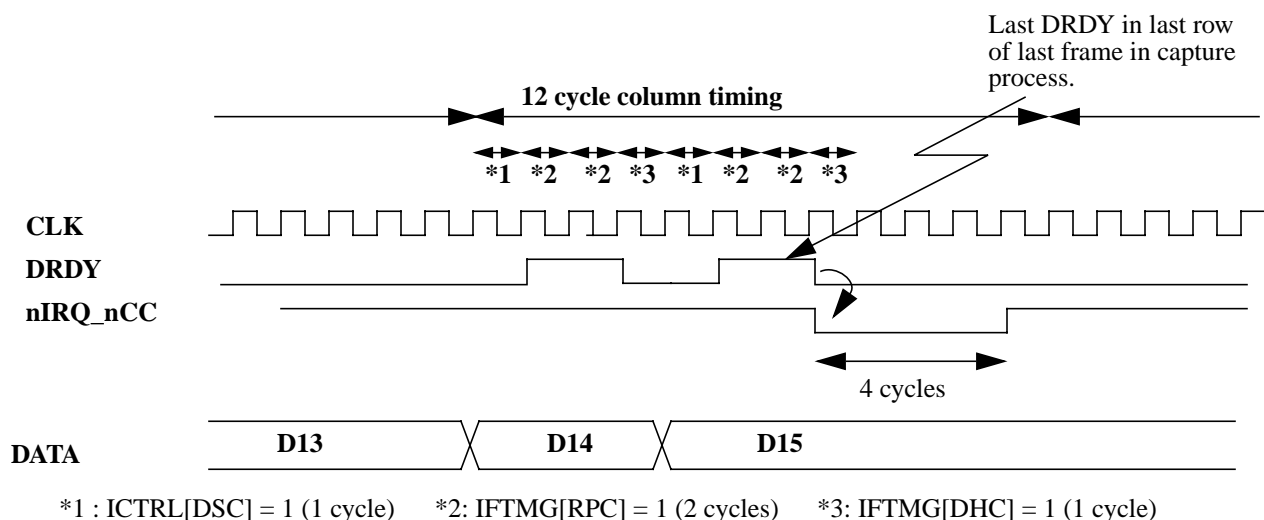 Last DRDY in last row
of last frame in capture
process.
12 cycle column timing
*1 *2 *2 *3 *1 *2 *2 *3
CLK
DRDY
nIRQ_nCC
4 cycles
DATA D13 D14 D15
*1 : ICTRL[DSC] = 1 (1 cycle) *2: IFTMG[RPC] = 1 (2 cycles) *3: IFTMG[DHC] = 1 (1 cycle)